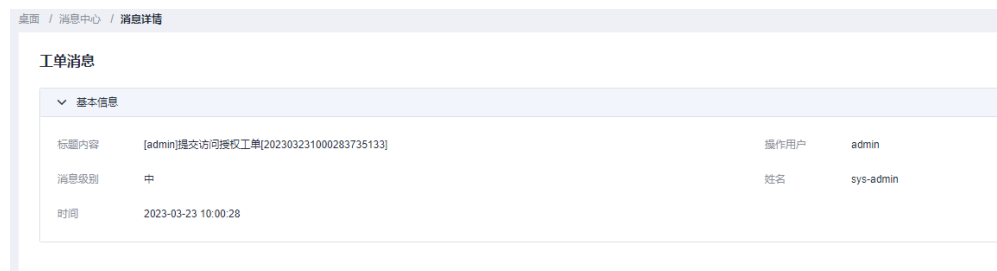 桌面 / 消息中心 / 消息详情
工单消息
基本信息
标题内容 [admin]提交访问授权工单[202303231000283735133] 操作用户 admin
消息级别 中 姓名 sys-admin
时间 2023-03-23 10:00:28